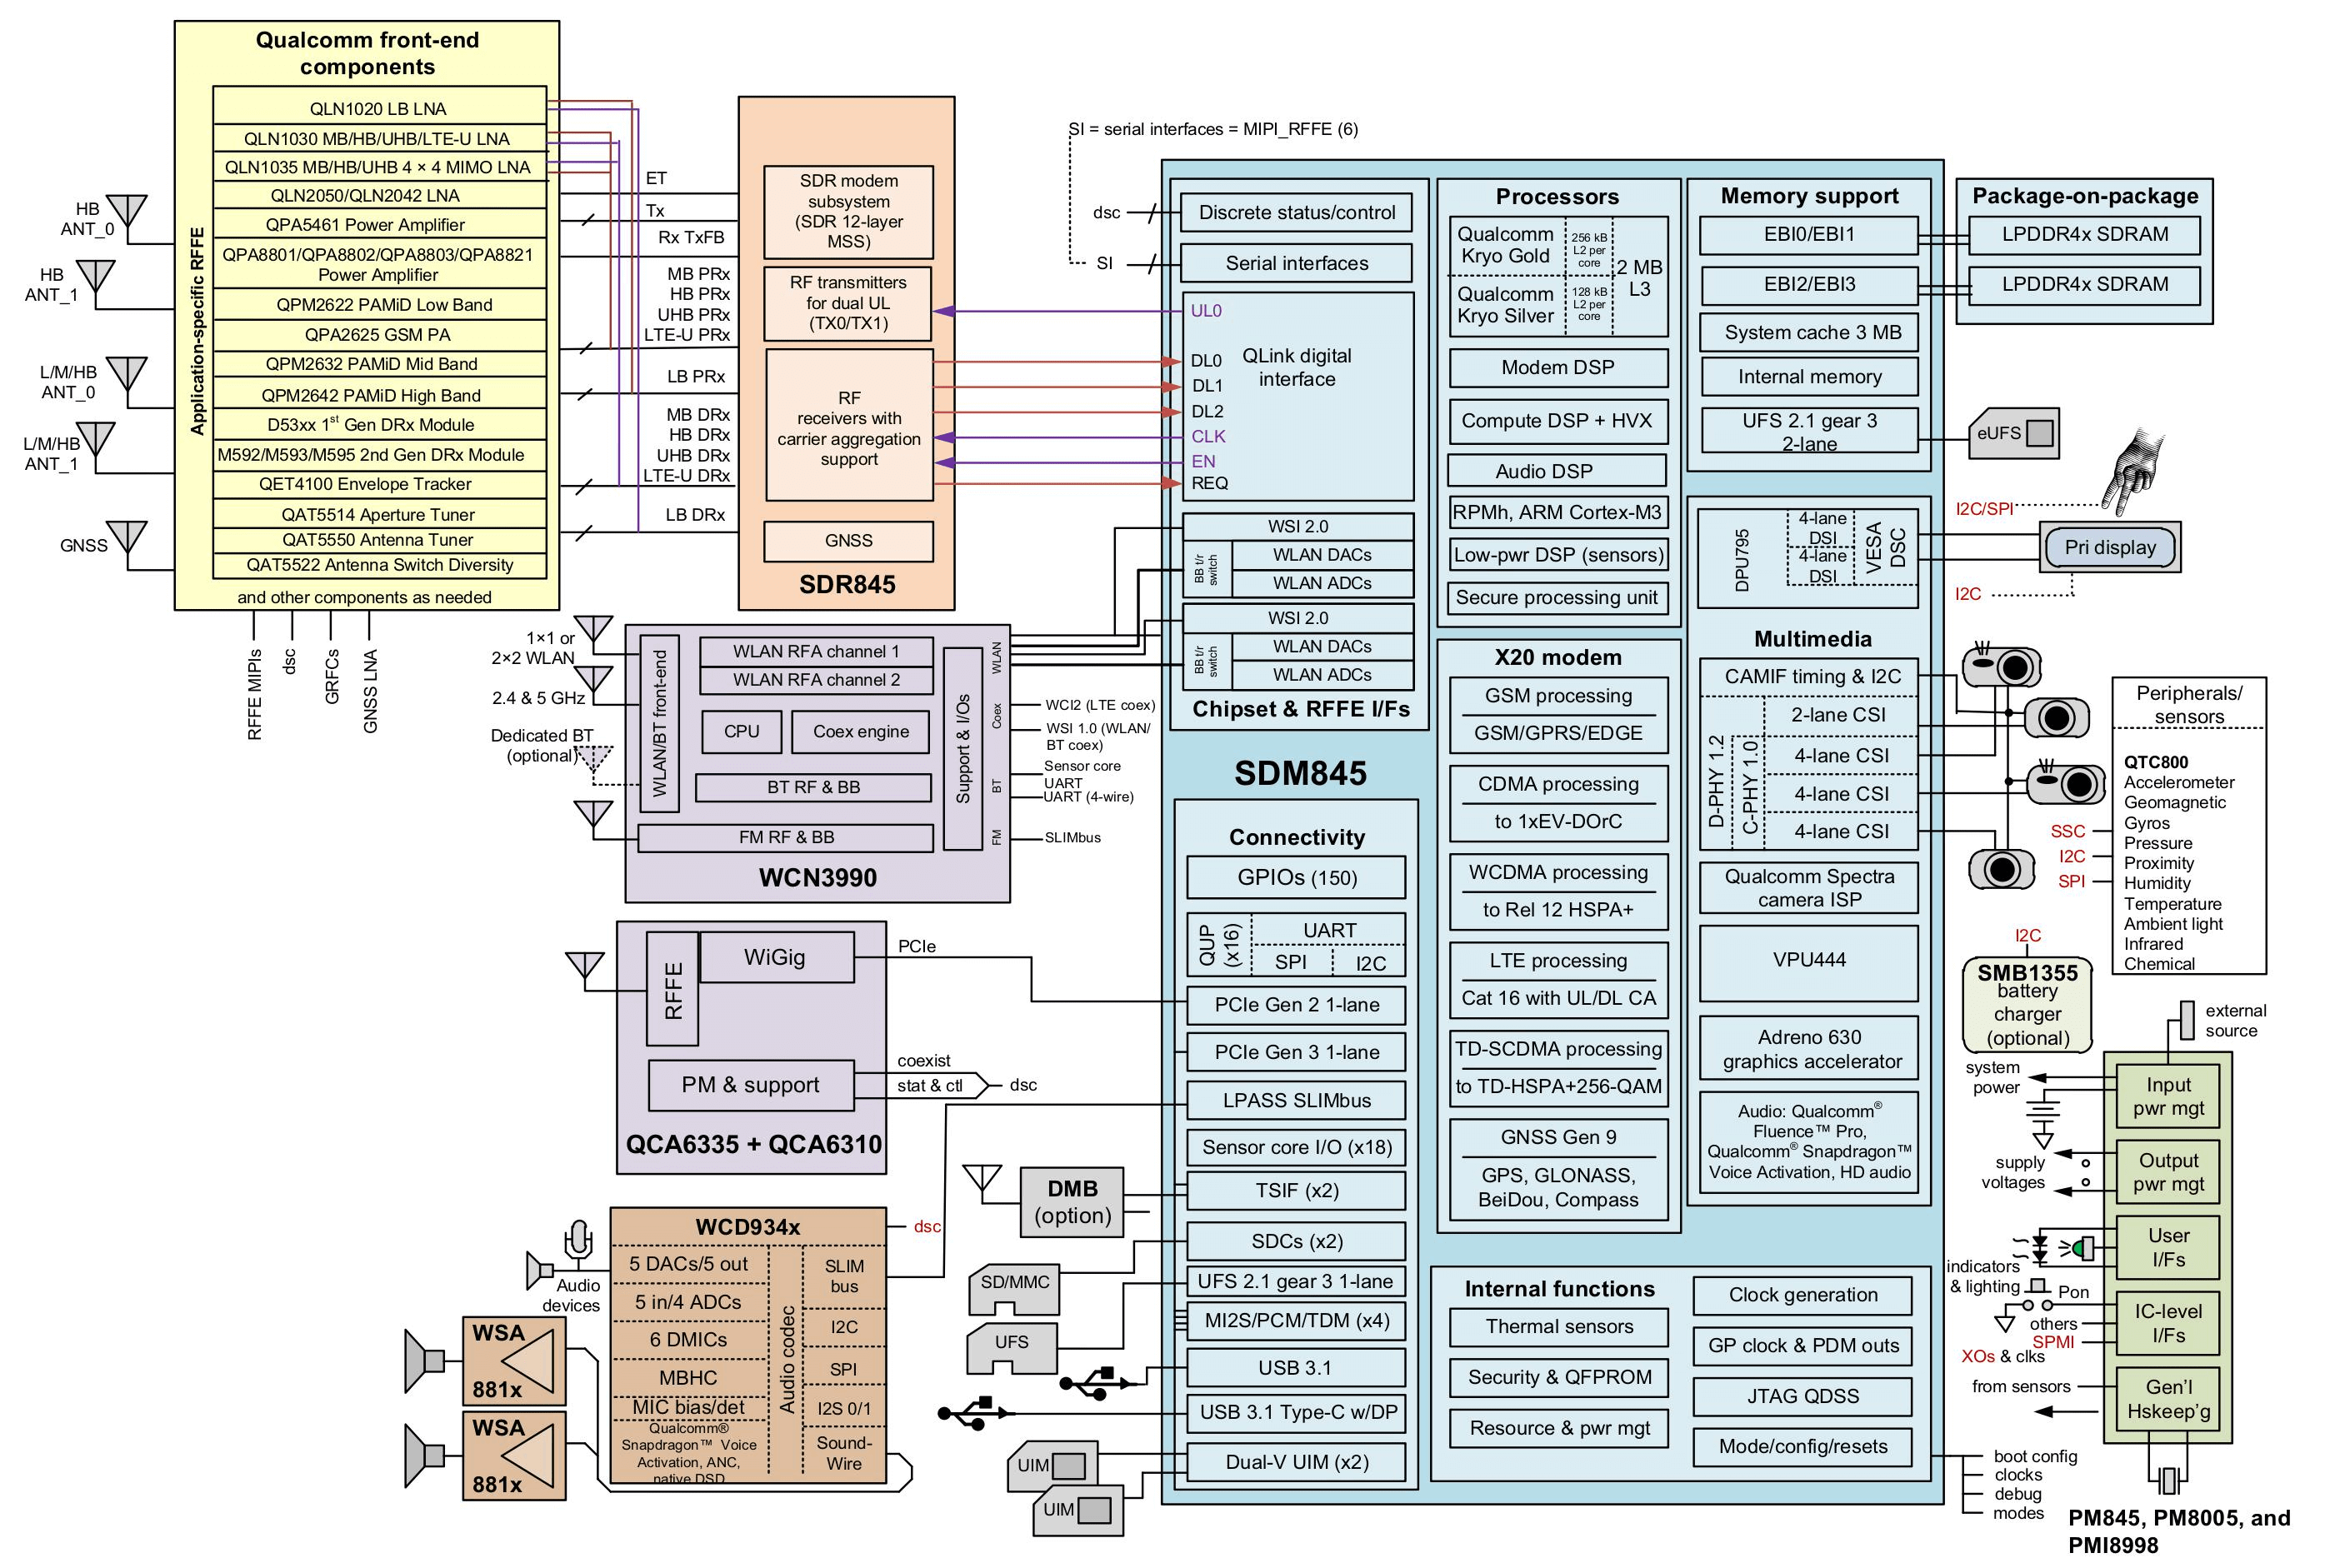 Qualcomm front-end
components
Application-specific RFFE
QLN1020 LB LNA
QLN1030 MB/HB/UHB/LTE-U LNA
QLN1035 MB/HB/UHB 4 × 4 MIMO LNA
QLN2050/QLN2042 LNA
QPA5461 Power Amplifier
QPA8801/QPA8802/QPA8803/QPA8821
Power Amplifier
QPM2622 PAMiD Low Band
QPA2625 GSM PA
QPM2632 PAMiD Mid Band
QPM2642 PAMiD High Band
D53xx 1st Gen DRx Module
M592/M593/M595 2nd Gen DRx Module
QET4100 Envelope Tracker
QAT5514 Aperture Tuner
QAT5550 Antenna Tuner
QAT5522 Antenna Switch Diversity
and other components as needed
HB
ANT_0
HB
ANT_1
L/M/HB
ANT_0
L/M/HB
ANT_1
GNSS
RFFE MIPIs
dsc
GRFCs
GNSS LNA
ET
Tx
Rx TxFB
MB PRx
HB PRx
UHB PRx
LTE-U PRx
LB PRx
MB DRx
HB DRx
UHB DRx
LTE-U DRx
LB DRx
SDR modem
subsystem
(SDR 12-layer
MSS)
RF transmitters
for dual UL
(TX0/TX1)
RF
receivers with
carrier aggregation
support
GNSS
SDR845
1×1 or
2×2 WLAN
2.4 & 5 GHz
Dedicated BT
(optional)
WLAN/BT front-end
WLAN RFA channel 1
WLAN RFA channel 2
CPU
Coex engine
BT RF & BB
FM RF & BB
Support & I/Os
WLAN
Coex
BT
FM
WCN3990
WCI2 (LTE coex)
WSI 1.0 (WLAN/
BT coex)
Sensor core
UART
UART (4-wire)
SLIMbus
RFFE
WiGig
PM & support
QCA6335 + QCA6310
PCIe
coexist
stat & ctl
dsc
WCD934x
dsc
5 DACs/5 out
5 in/4 ADCs
6 DMICs
MBHC
MIC bias/det
Qualcomm®
Snapdragon™ Voice
Activation, ANC,
native DSD
Audio codec
SLIM
bus
I2C
SPI
I2S 0/1
Sound-
Wire
Audio
devices
WSA
881x
WSA
881x
DMB
(option)
SD/MMC
UFS
UIM
UIM
SI = serial interfaces = MIPI_RFFE (6)
dsc
SI
Discrete status/control
Serial interfaces
UL0
DL0
DL1
DL2
CLK
EN
REQ
QLink digital
interface
WSI 2.0
BB t/r
switch
WLAN DACs
WLAN ADCs
WSI 2.0
BB t/r
switch
WLAN DACs
WLAN ADCs
Chipset & RFFE I/Fs
SDM845
Connectivity
GPIOs (150)
QUP
(x16)
UART
SPI
I2C
PCIe Gen 2 1-lane
PCIe Gen 3 1-lane
LPASS SLIMbus
Sensor core I/O (x18)
TSIF (x2)
SDCs (x2)
UFS 2.1 gear 3 1-lane
MI2S/PCM/TDM (x4)
USB 3.1
USB 3.1 Type-C w/DP
Dual-V UIM (x2)
Processors
Qualcomm
Kryo Gold
256 kB
L2 per
core
Qualcomm
Kryo Silver
128 kB
L2 per
core
2 MB
L3
Modem DSP
Compute DSP + HVX
Audio DSP
RPMh, ARM Cortex-M3
Low-pwr DSP (sensors)
Secure processing unit
X20 modem
GSM processing
GSM/GPRS/EDGE
CDMA processing
to 1xEV-DOrC
WCDMA processing
to Rel 12 HSPA+
LTE processing
Cat 16 with UL/DL CA
TD-SCDMA processing
to TD-HSPA+256-QAM
GNSS Gen 9
GPS, GLONASS,
BeiDou, Compass
Internal functions
Thermal sensors
Security & QFPROM
Resource & pwr mgt
Clock generation
GP clock & PDM outs
JTAG QDSS
Mode/config/resets
boot config
clocks
debug
modes
Memory support
EBI0/EBI1
EBI2/EBI3
System cache 3 MB
Internal memory
UFS 2.1 gear 3
2-lane
Package-on-package
LPDDR4x SDRAM
LPDDR4x SDRAM
eUFS
DPU795
4-lane
DSI
4-lane
DSI
VESA
DSC
I2C/SPI
Pri display
I2C
Multimedia
CAMIF timing & I2C
D-PHY 1.2
C-PHY 1.0
2-lane CSI
4-lane CSI
4-lane CSI
4-lane CSI
Qualcomm Spectra
camera ISP
VPU444
Adreno 630
graphics accelerator
Audio: Qualcomm®
Fluence™ Pro,
Qualcomm® Snapdragon™
Voice Activation, HD audio
Peripherals/
sensors
QTC800
Accelerometer
Geomagnetic
Gyros
Pressure
Proximity
Humidity
Temperature
Ambient light
Infrared
Chemical
SSC
I2C
SPI
I2C
SMB1355
battery
charger
(optional)
external
source
system
power
supply
voltages
indicators
& lighting
Pon
others
SPMI
XOs & clks
from sensors
Input
pwr mgt
Output
pwr mgt
User
I/Fs
IC-level
I/Fs
Gen'l
Hskeep'g
PM845, PM8005, and
PMI8998